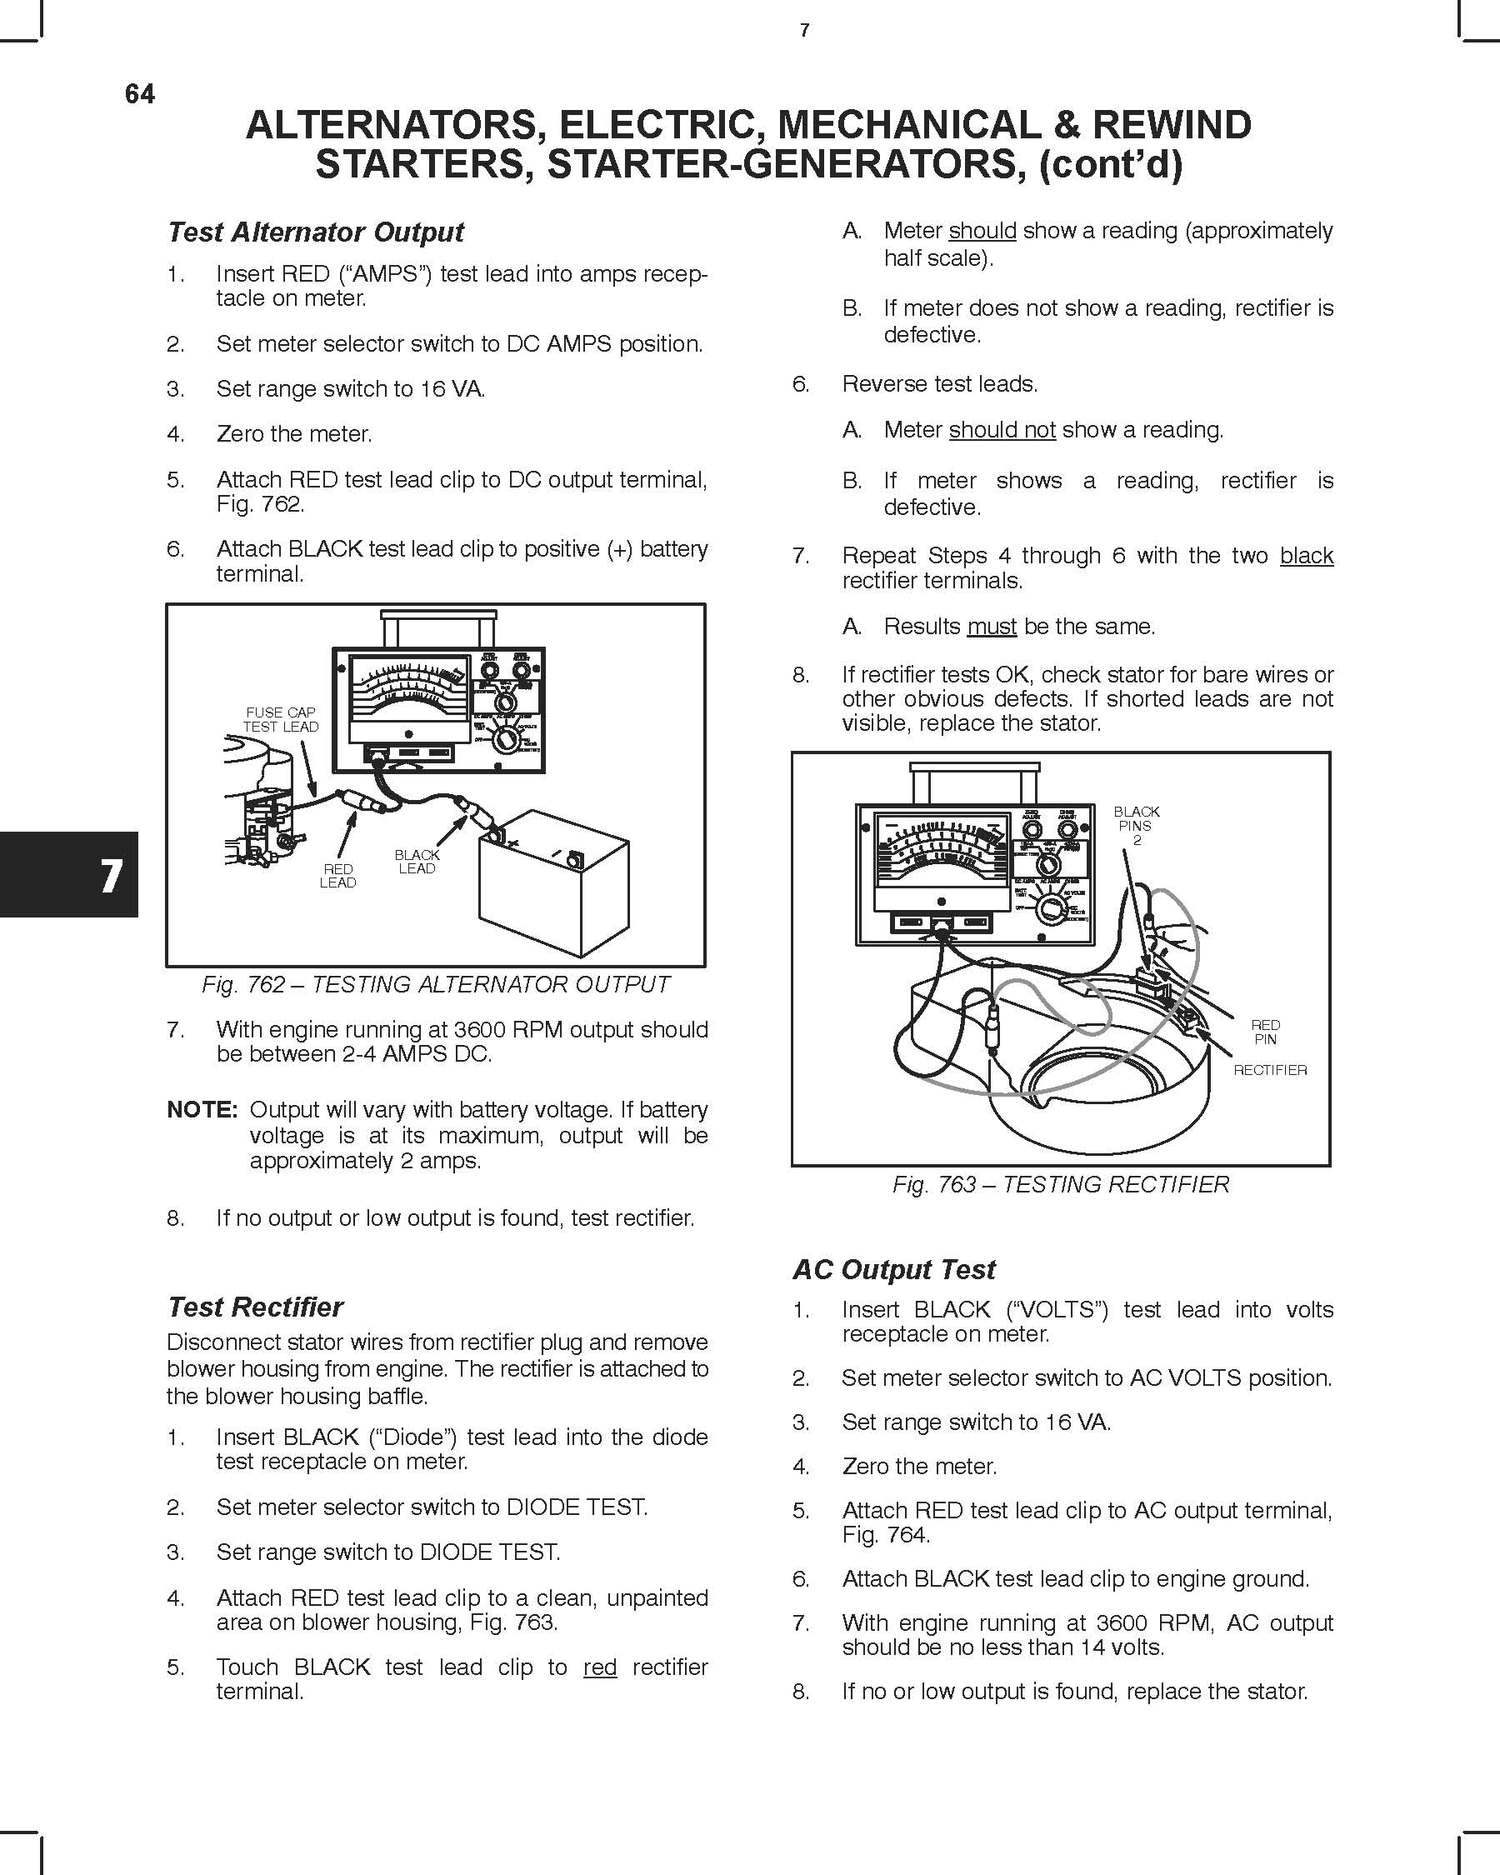 7
64
ALTERNATORS, ELECTRIC, MECHANICAL & REWIND
STARTERS, STARTER-GENERATORS, (cont’d)
Test Alternator Output
1. Insert RED (“AMPS”) test lead into amps recep-
tacle on meter.
2. Set meter selector switch to DC AMPS position.
3. Set range switch to 16 VA.
4. Zero the meter.
5. Attach RED test lead clip to DC output terminal,
Fig. 762.
6. Attach BLACK test lead clip to positive (+) battery
terminal.
FUSE CAP
TEST LEAD
RED
LEAD
BLACK
LEAD
+
–
Fig. 762 – TESTING ALTERNATOR OUTPUT
7. With engine running at 3600 RPM output should
be between 2-4 AMPS DC.
NOTE: Output will vary with battery voltage. If battery
voltage is at its maximum, output will be
approximately 2 amps.
8. If no output or low output is found, test rectifier.
Test Rectifier
Disconnect stator wires from rectifier plug and remove
blower housing from engine. The rectifier is attached to
the blower housing baffle.
1. Insert BLACK (“Diode”) test lead into the diode
test receptacle on meter.
2. Set meter selector switch to DIODE TEST.
3. Set range switch to DIODE TEST.
4. Attach RED test lead clip to a clean, unpainted
area on blower housing, Fig. 763.
5. Touch BLACK test lead clip to red rectifier
terminal.
7
A. Meter should show a reading (approximately
half scale).
B. If meter does not show a reading, rectifier is
defective.
6. Reverse test leads.
A. Meter should not show a reading.
B. If meter shows a reading, rectifier is
defective.
7. Repeat Steps 4 through 6 with the two black
rectifier terminals.
A. Results must be the same.
8. If rectifier tests OK, check stator for bare wires or
other obvious defects. If shorted leads are not
visible, replace the stator.
BLACK
PINS
2
RED
PIN
RECTIFIER
Fig. 763 – TESTING RECTIFIER
AC Output Test
1. Insert BLACK (“VOLTS”) test lead into volts
receptacle on meter.
2. Set meter selector switch to AC VOLTS position.
3. Set range switch to 16 VA.
4. Zero the meter.
5. Attach RED test lead clip to AC output terminal,
Fig. 764.
6. Attach BLACK test lead clip to engine ground.
7. With engine running at 3600 RPM, AC output
should be no less than 14 volts.
8. If no or low output is found, replace the stator.